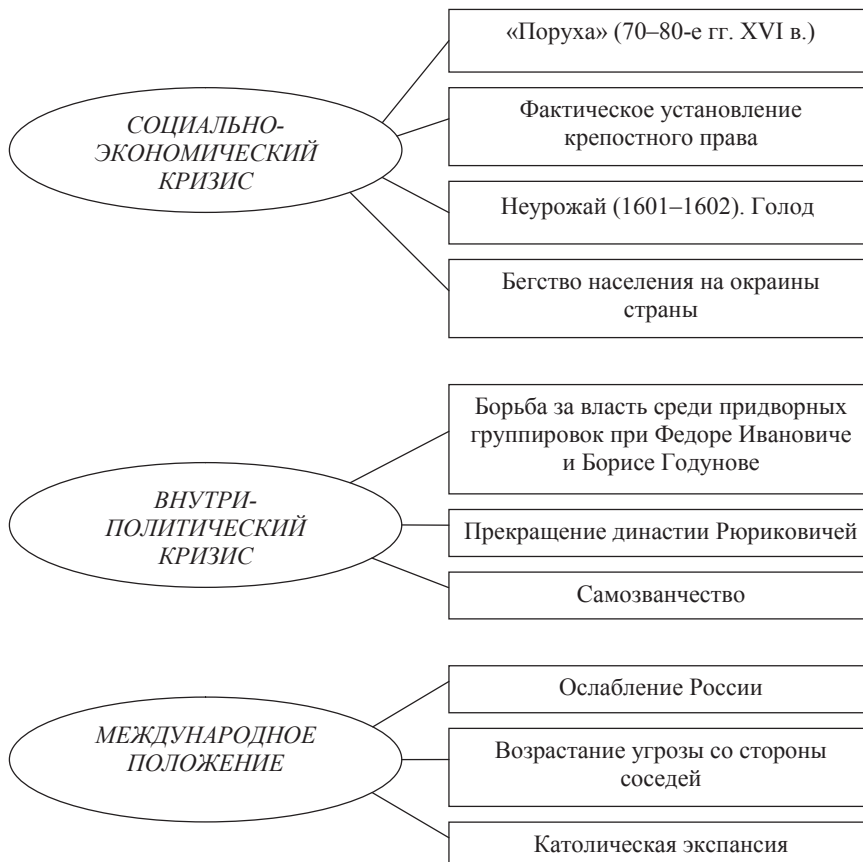 СОЦИАЛЬНО-
ЭКОНОМИЧЕСКИЙ
КРИЗИС
«Поруха» (70–80-е гг. XVI в.)
Фактическое установление
крепостного права
Неурожай (1601–1602). Голод
Бегство населения на окраины
страны
ВНУТРИ-
ПОЛИТИЧЕСКИЙ
КРИЗИС
Борьба за власть среди придворных
группировок при Федоре Ивановиче
и Борисе Годунове
Прекращение династии Рюриковичей
Самозванчество
МЕЖДУНАРОДНОЕ
ПОЛОЖЕНИЕ
Ослабление России
Возрастание угрозы со стороны
соседей
Католическая экспансия